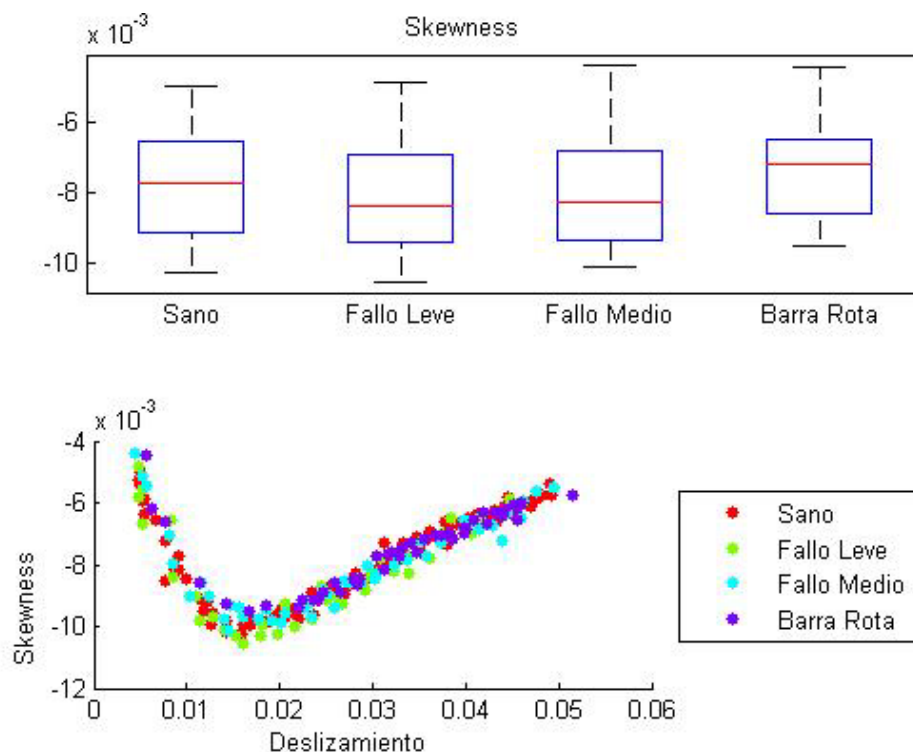 Skewness
x 10^-3
-6
-8
-10
Sano Fallo Leve Fallo Medio Barra Rota
x 10^-3
-4
-6
-8
-10
-12
Skewness
0 0.01 0.02 0.03 0.04 0.05 0.06
Deslizamiento
Sano
Fallo Leve
Fallo Medio
Barra Rota